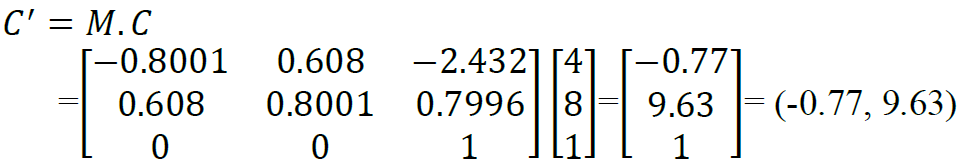 C' = M.C
=[−0.8001 0.608 −2.432][4]=[−0.77]= (-0.77, 9.63)
[0.608 0.8001 0.7996][8] [9.63]
[0 0 1][1] [1]